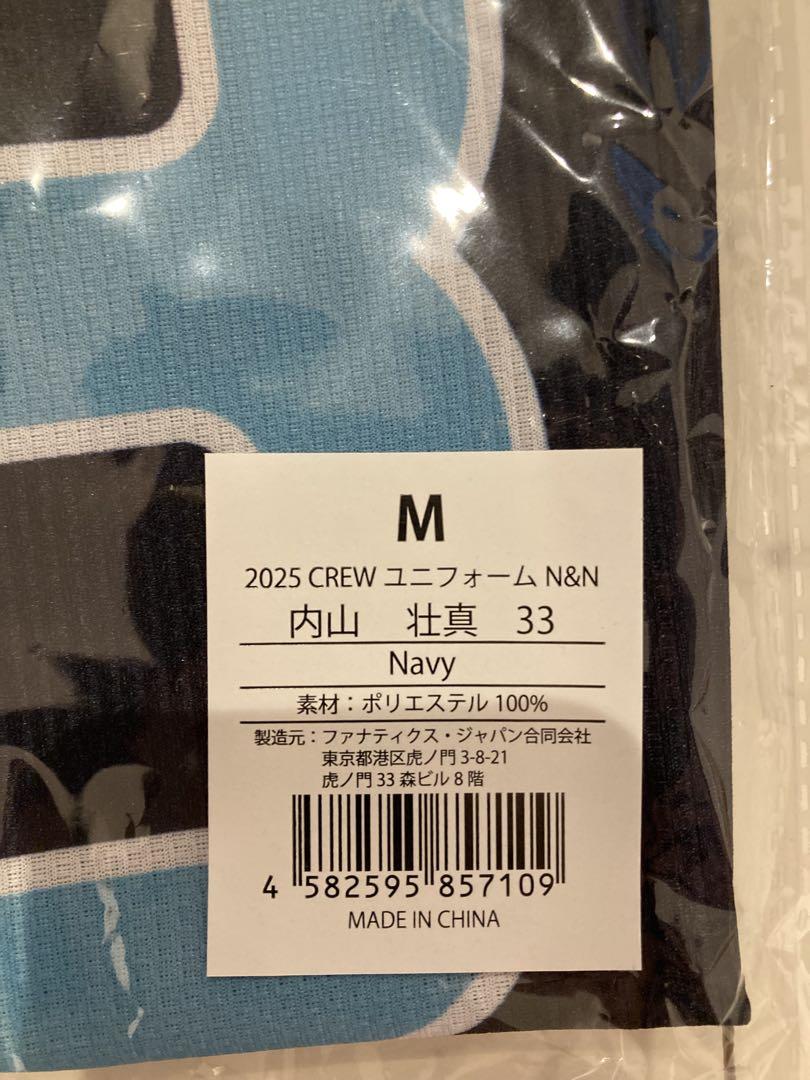 M
2025 CREW ユニフォーム N&N
内山 壮真 33
Navy
素材：ポリエステル 100%
製造元：ファナティクス・ジャパン合同会社
東京都港区虎ノ門 3-8-21
虎ノ門 33 森ビル 8 階
4 582595 857109
MADE IN CHINA